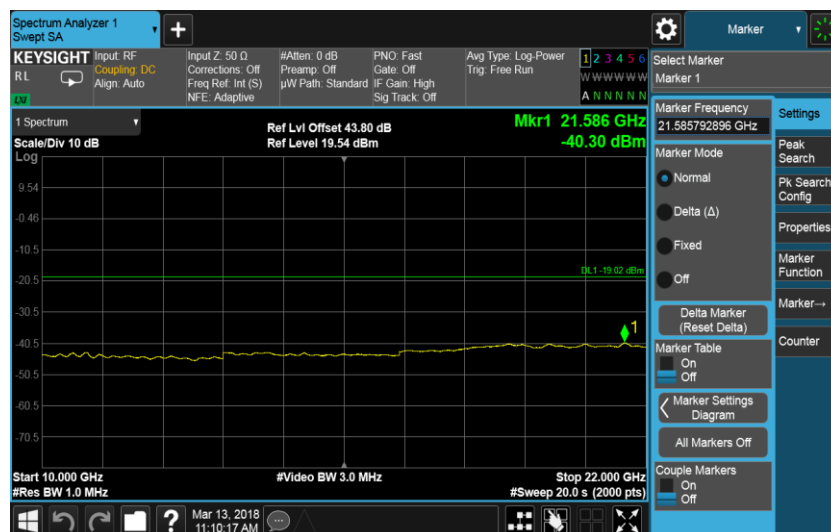 Spectrum Analyzer 1
Swept SA
+
Marker
KEYSIGHT
RL
LXI
Input: RF
Coupling: DC
Align: Auto
Input Z: 50 Ω
Corrections: Off
Freq Ref: Int (S)
NFE: Adaptive
#Atten: 0 dB
Preamp: Off
µW Path: Standard
PNO: Fast
Gate: Off
IF Gain: High
Sig Track: Off
Avg Type: Log-Power
Trig: Free Run
1 2 3 4 5 6
W W W W W W
A N N N N N
Select Marker
Marker 1
1 Spectrum
Scale/Div 10 dB
Log
Ref Lvl Offset 43.80 dB
Ref Level 19.54 dBm
Mkr1 21.586 GHz
-40.30 dBm
9.54
-0.46
-10.5
-20.5
-30.5
-40.5
-50.5
-60.5
-70.5
DL1 -19.02 dBm
1
Start 10.000 GHz
#Res BW 1.0 MHz
#Video BW 3.0 MHz
Stop 22.000 GHz
#Sweep 20.0 s (2000 pts)
Marker Frequency
21.585792896 GHz
Marker Mode
Normal
Delta (Δ)
Fixed
Off
Delta Marker
(Reset Delta)
Marker Table
On
Off
Marker Settings
Diagram
All Markers Off
Couple Markers
On
Off
Settings
Peak
Search
Pk Search
Config
Properties
Marker
Function
Marker→
Counter
?
Mar 13, 2018
11:10:17 AM